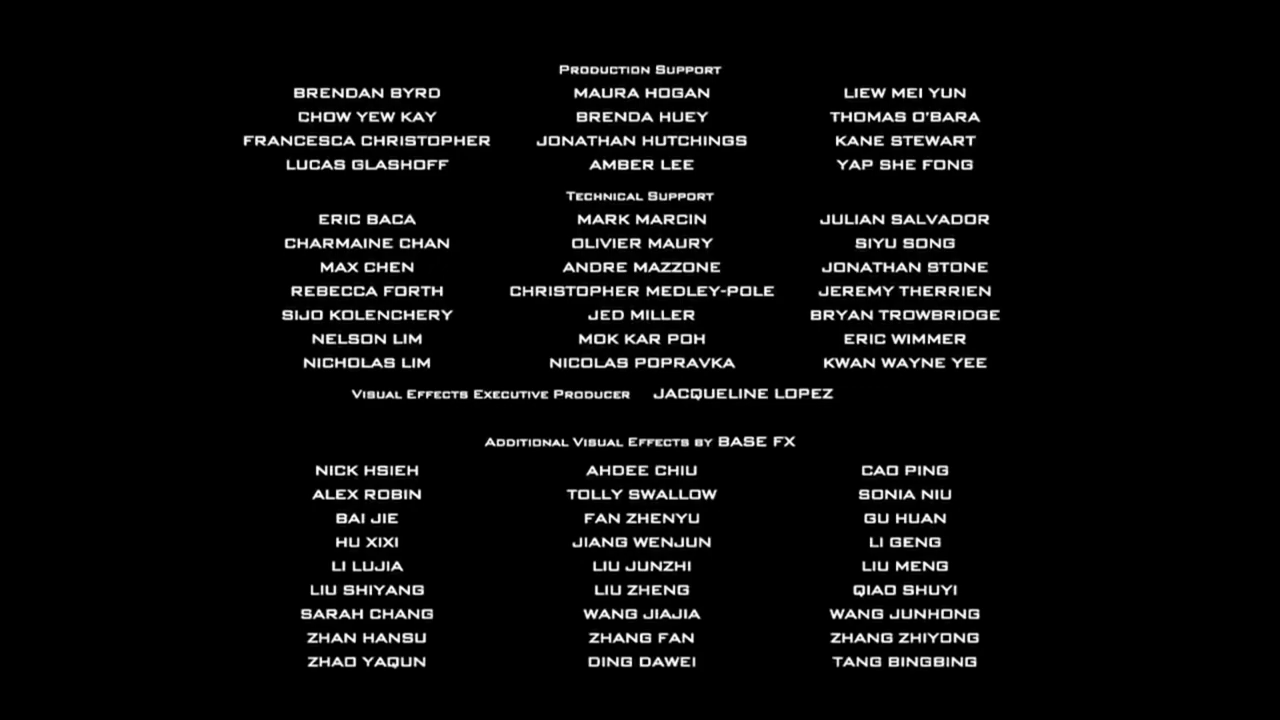 Production Support
BRENDAN BYRD MAURA HOGAN LIEW MEI YUN
CHOW YEW KAY BRENDA HUEY THOMAS O'BARA
FRANCESCA CHRISTOPHER JONATHAN HUTCHINGS KANE STEWART
LUCAS GLASHOFF AMBER LEE YAP SHE FONG
Technical Support
ERIC BACA MARK MARCIN JULIAN SALVADOR
CHARMAINE CHAN OLIVIER MAURY SIYU SONG
MAX CHEN ANDRE MAZZONE JONATHAN STONE
REBECCA FORTH CHRISTOPHER MEDLEY-POLE JEREMY THERRIEN
SIJO KOLENCHERY JED MILLER BRYAN TROWBRIDGE
NELSON LIM MOK KAR POH ERIC WIMMER
NICHOLAS LIM NICOLAS POPRAVKA KWAN WAYNE YEE
Visual Effects Executive Producer JACQUELINE LOPEZ
Additional Visual Effects by BASE FX
NICK HSIEH AHDEE CHIU CAO PING
ALEX ROBIN TOLLY SWALLOW SONIA NIU
BAI JIE FAN ZHENYU GU HUAN
HU XIXI JIANG WENJUN LI GENG
LI LUJIA LIU JUNZHI LIU MENG
LIU SHIYANG LIU ZHENG QIAO SHUYI
SARAH CHANG WANG JIAJIA WANG JUNHONG
ZHAN HANSU ZHANG FAN ZHANG ZHIYONG
ZHAO YAQUN DING DAWEI TANG BINGBING